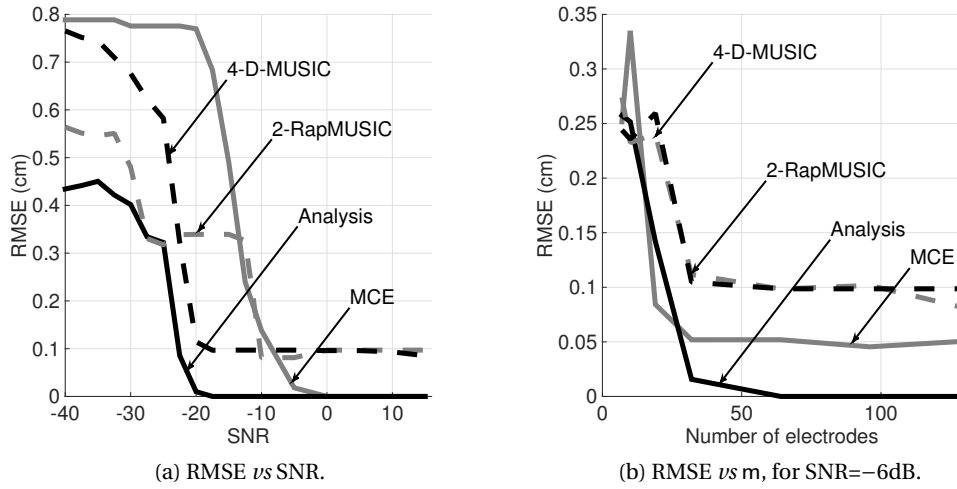 0.8
0.7
0.6
0.5
0.4
0.3
0.2
0.1
0
RMSE (cm)
-40 -30 -20 -10 0 10
SNR
4-D-MUSIC
2-RapMUSIC
Analysis
MCE
(a) RMSE vs SNR.
0.35
0.3
0.25
0.2
0.15
0.1
0.05
0
RMSE (cm)
0 50 100
Number of electrodes
4-D-MUSIC
2-RapMUSIC
Analysis
MCE
(b) RMSE vs m, for SNR=−6dB.